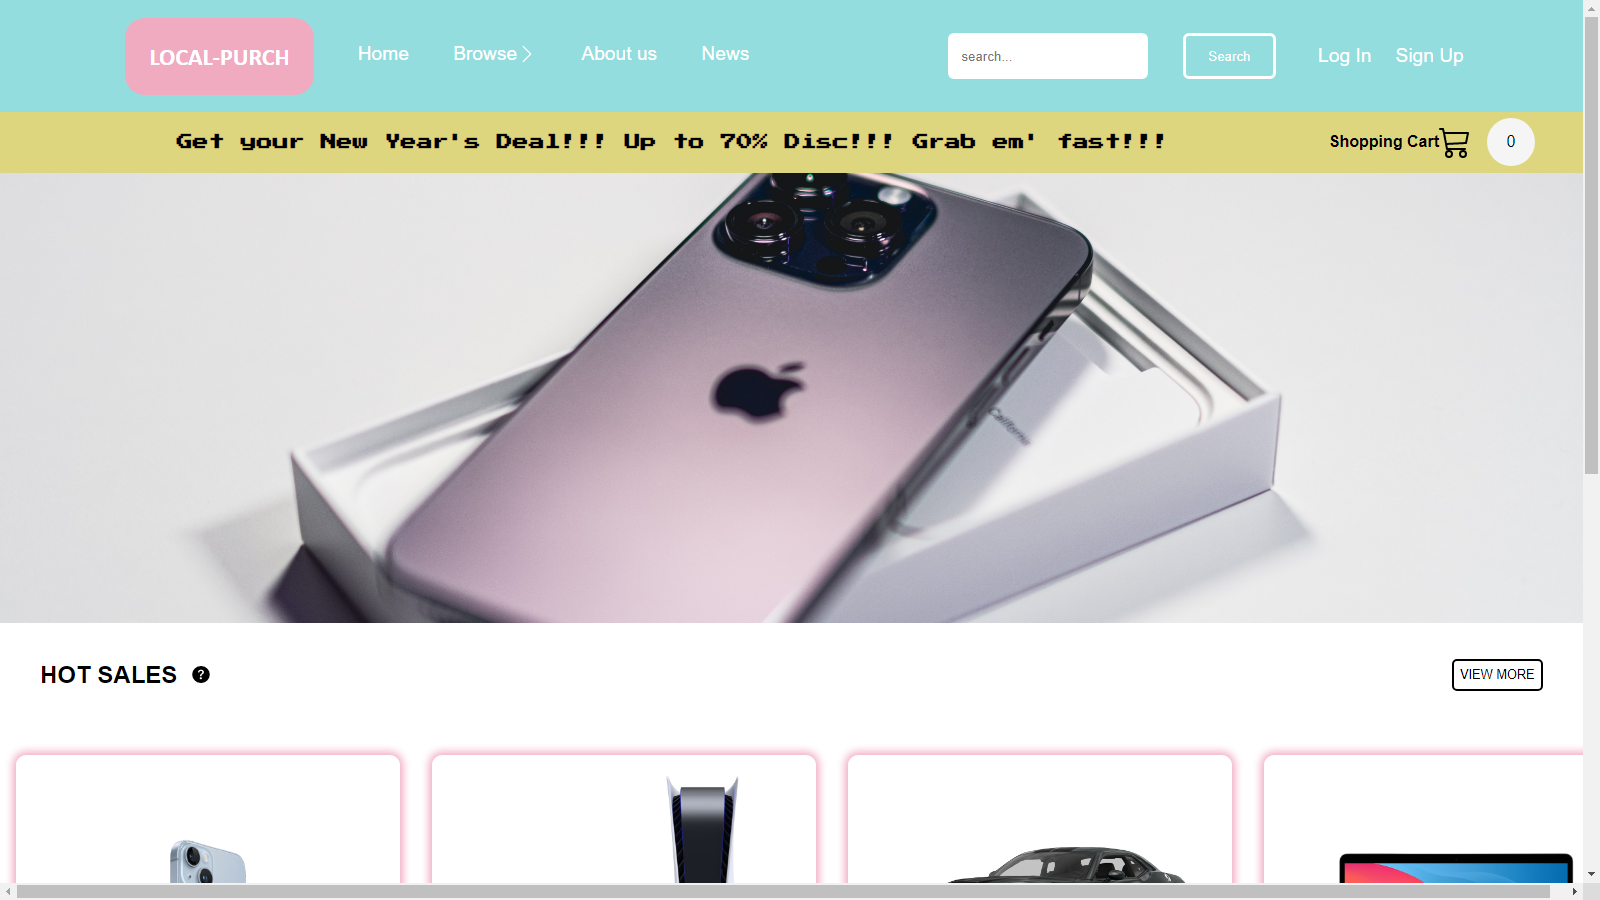 LOCAL-PURCH
Home
Browse
About us
News
search...
Search
Log In
Sign Up
Get your New Year's Deal!!! Up to 70% Disc!!! Grab em' fast!!!
Shopping Cart
0
California
HOT SALES
?
VIEW MORE